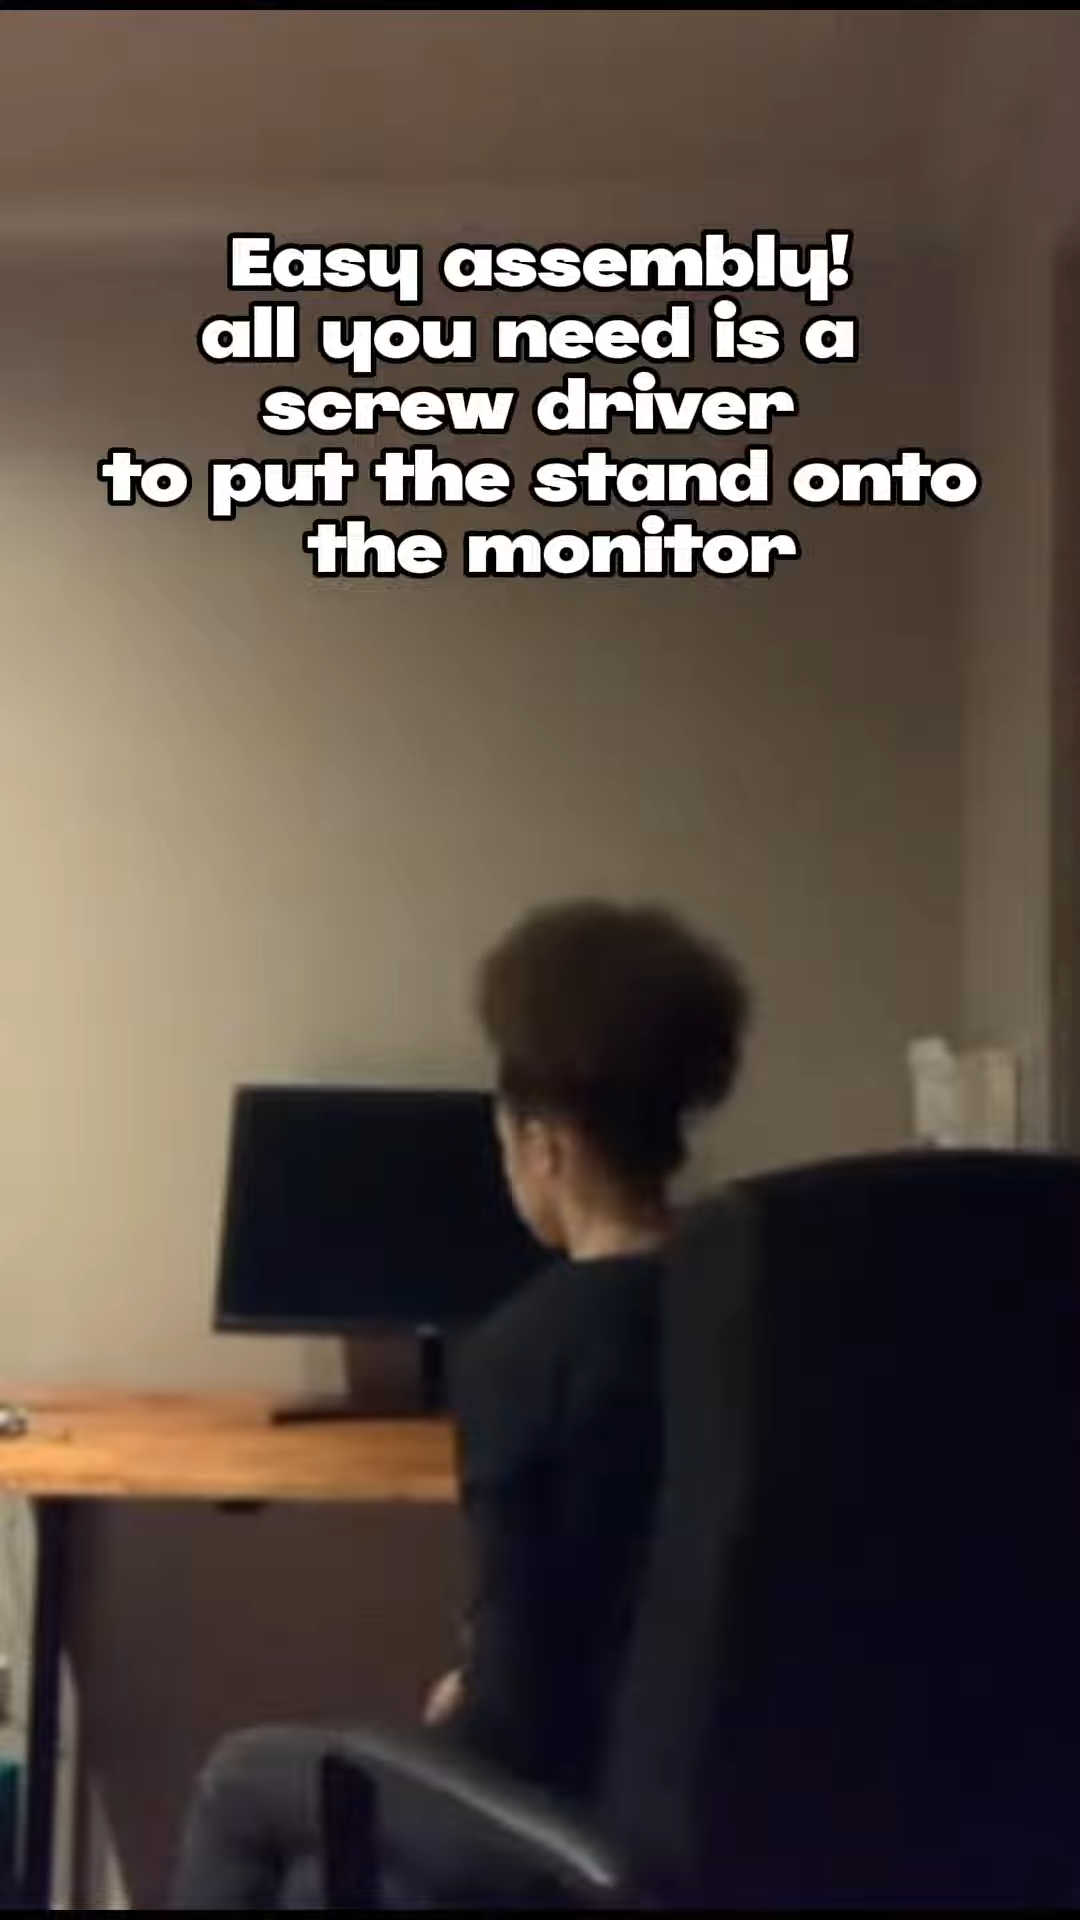 Easy assembly!
all you need is a
screw driver
to put the stand onto
the monitor